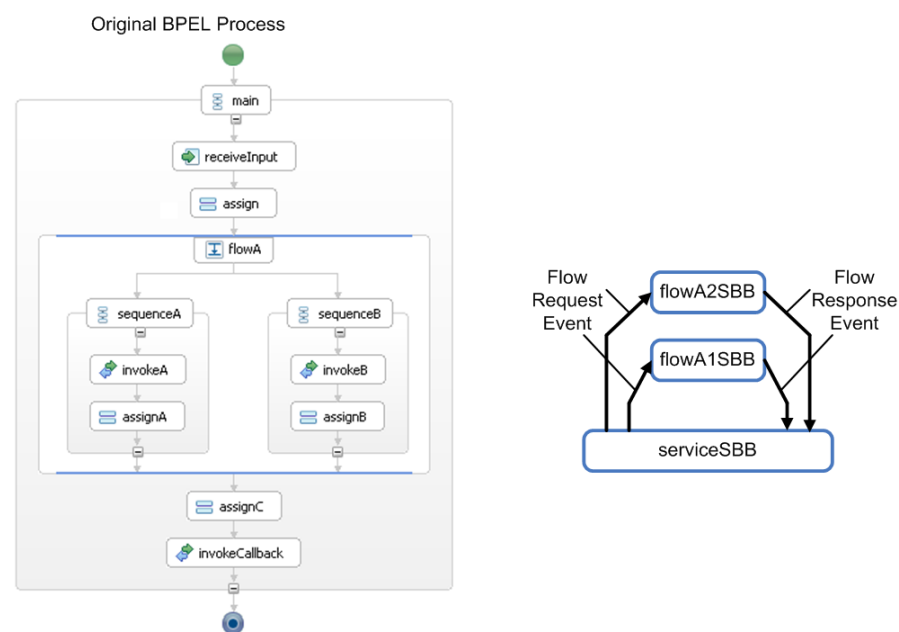 Original BPEL Process
main
receiveInput
assign
flowA
sequenceA
sequenceB
invokeA
invokeB
assignA
assignB
assignC
invokeCallback
Flow
Request
Event
flowA2SBB
Flow
Response
Event
flowA1SBB
serviceSBB